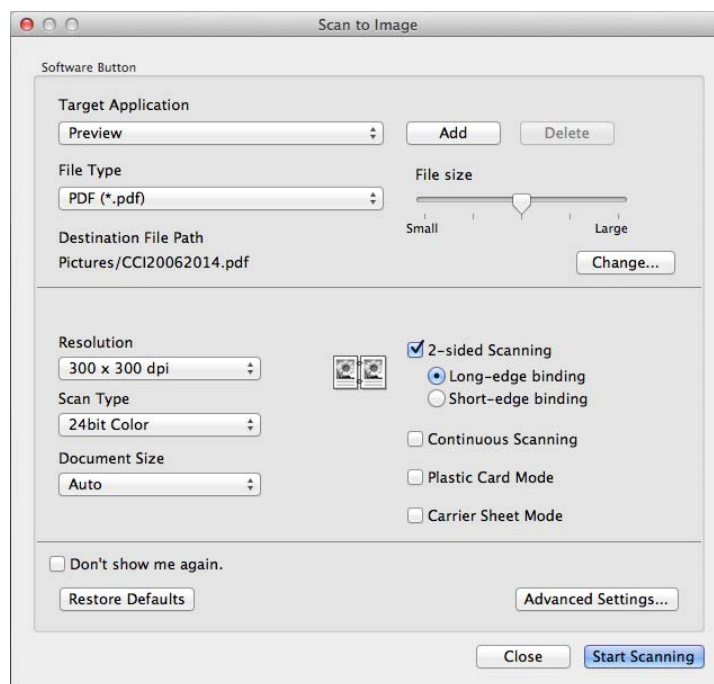 Scan to Image
Software Button
Target Application
Preview
Add
Delete
File Type
File size
PDF (*.pdf)
Small
Large
Destination File Path
Pictures/CCI20062014.pdf
Change...
Resolution
300 x 300 dpi
Scan Type
24bit Color
Document Size
Auto
2-sided Scanning
Long-edge binding
Short-edge binding
Continuous Scanning
Plastic Card Mode
Carrier Sheet Mode
Don't show me again.
Restore Defaults
Advanced Settings...
Close
Start Scanning